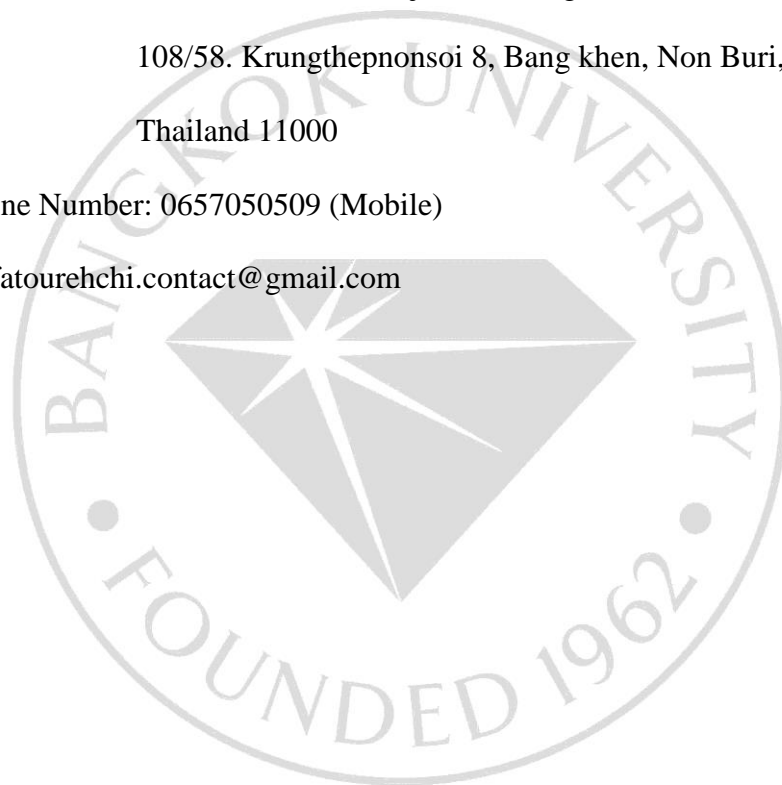 108/58. Krungthepnonsoi 8, Bang khen, Non Buri,
Thailand 11000
ne Number: 0657050509 (Mobile)
atourehchi.contact@gmail.com
BANGKOK UNIVERSITY
• FOUNDED 1962 •